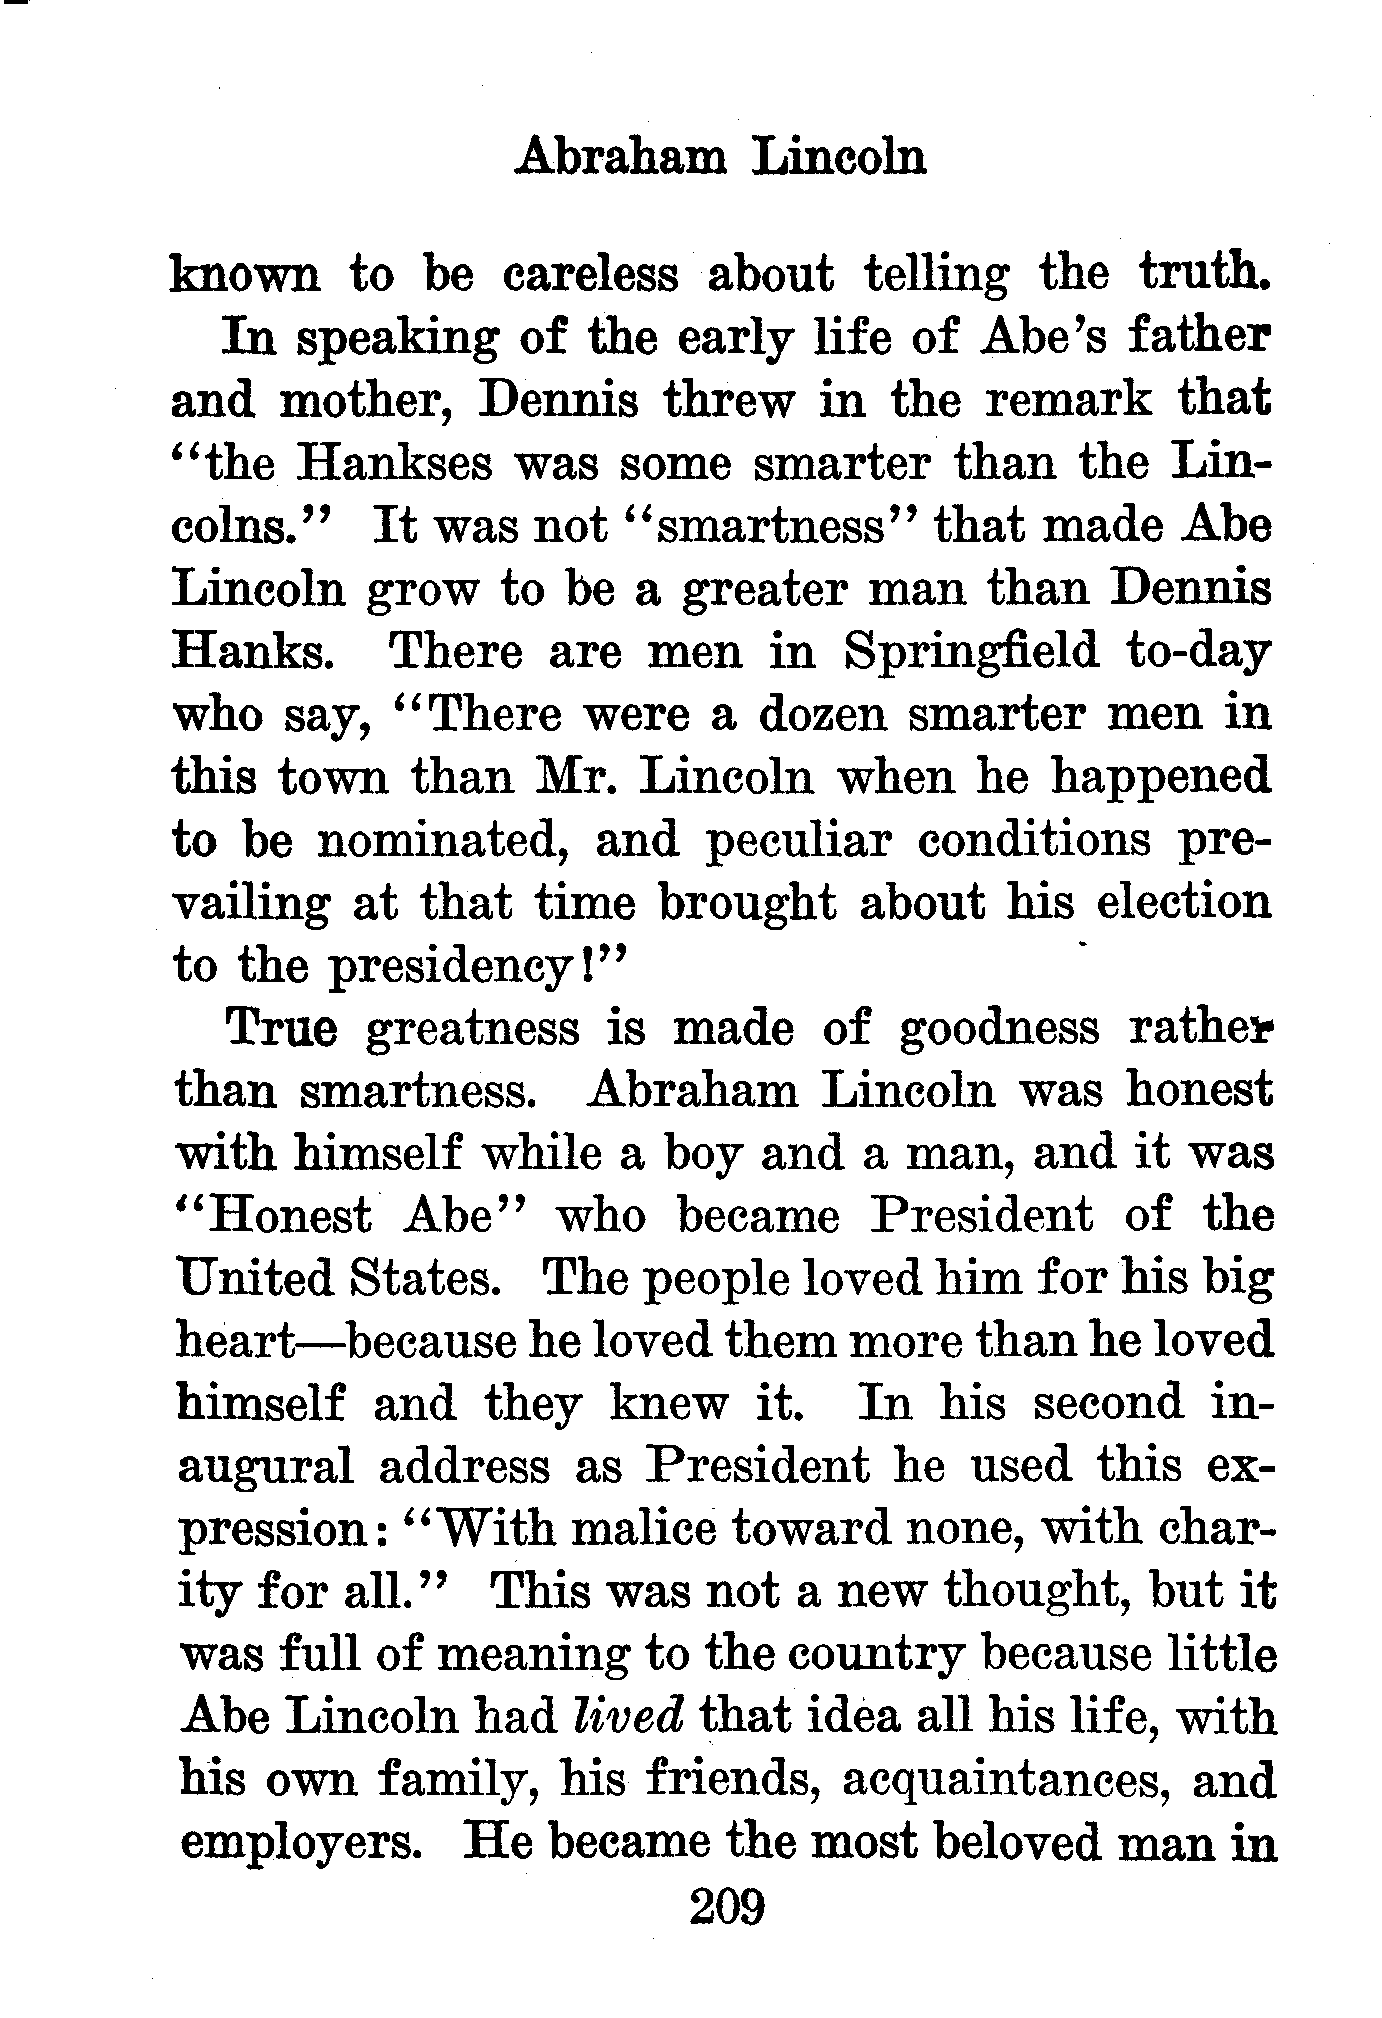 Abraham Lincoln
known to be careless about telling the truth.
In speaking of the early life of Abe's father
and mother, Dennis threw in the remark that
"the Hankses was some smarter than the Lin-
colns." It was not "smartness" that made Abe
Lincoln grow to be a greater man than Dennis
Hanks. There are men in Springfield to-day
who say, "There were a dozen smarter men in
this town than Mr. Lincoln when he happened
to be nominated, and peculiar conditions pre-
vailing at that time brought about his election
to the presidency!"
True greatness is made of goodness rather
than smartness. Abraham Lincoln was honest
with himself while a boy and a man, and it was
"Honest Abe" who became President of the
United States. The people loved him for his big
heart—because he loved them more than he loved
himself and they knew it. In his second in-
augural address as President he used this ex-
pression: "With malice toward none, with char-
ity for all." This was not a new thought, but it
was full of meaning to the country because little
Abe Lincoln had lived that idea all his life, with
his own family, his friends, acquaintances, and
employers. He became the most beloved man in
209